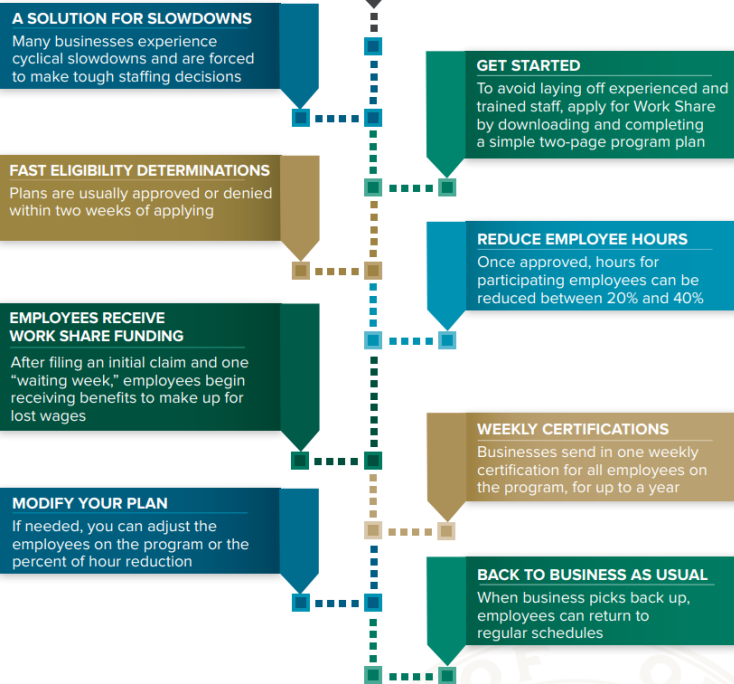 A SOLUTION FOR SLOWDOWNS
Many businesses experience
cyclical slowdowns and are forced
to make tough staffing decisions
GET STARTED
To avoid laying off experienced and
trained staff, apply for Work Share
by downloading and completing
a simple two-page program plan
FAST ELIGIBILITY DETERMINATIONS
Plans are usually approved or denied
within two weeks of applying
REDUCE EMPLOYEE HOURS
Once approved, hours for
participating employees can be
reduced between 20% and 40%
EMPLOYEES RECEIVE
WORK SHARE FUNDING
After filing an initial claim and one
“waiting week,” employees begin
receiving benefits to make up for
lost wages
WEEKLY CERTIFICATIONS
Businesses send in one weekly
certification for all employees on
the program, for up to a year
MODIFY YOUR PLAN
If needed, you can adjust the
employees on the program or the
percent of hour reduction
BACK TO BUSINESS AS USUAL
When business picks back up,
employees can return to
regular schedules